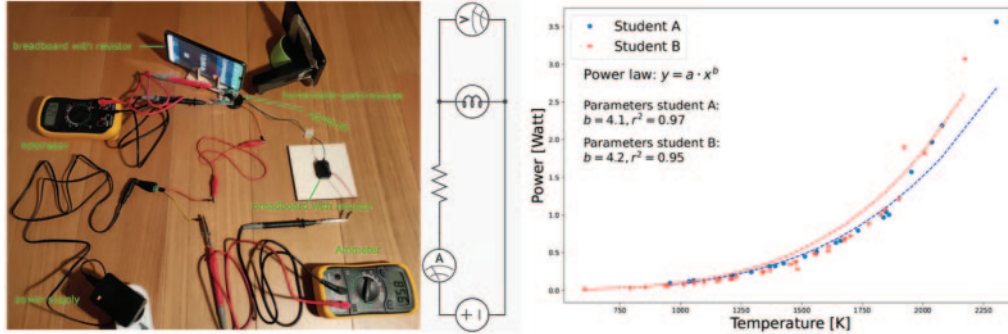 breadboard with resistor
power supply
Ammeter
1958
V
A
+ -
Student A
Student B
Power law: y = a · x^b
Parameters student A:
b = 4.1, r² = 0.97
Parameters student B:
b = 4.2, r² = 0.95
Power [Watt]
3.5
3.0
2.5
2.0
1.5
1.0
0.5
0.0
750 1000 1250 1500 1750 2000 2250
Temperature [K]